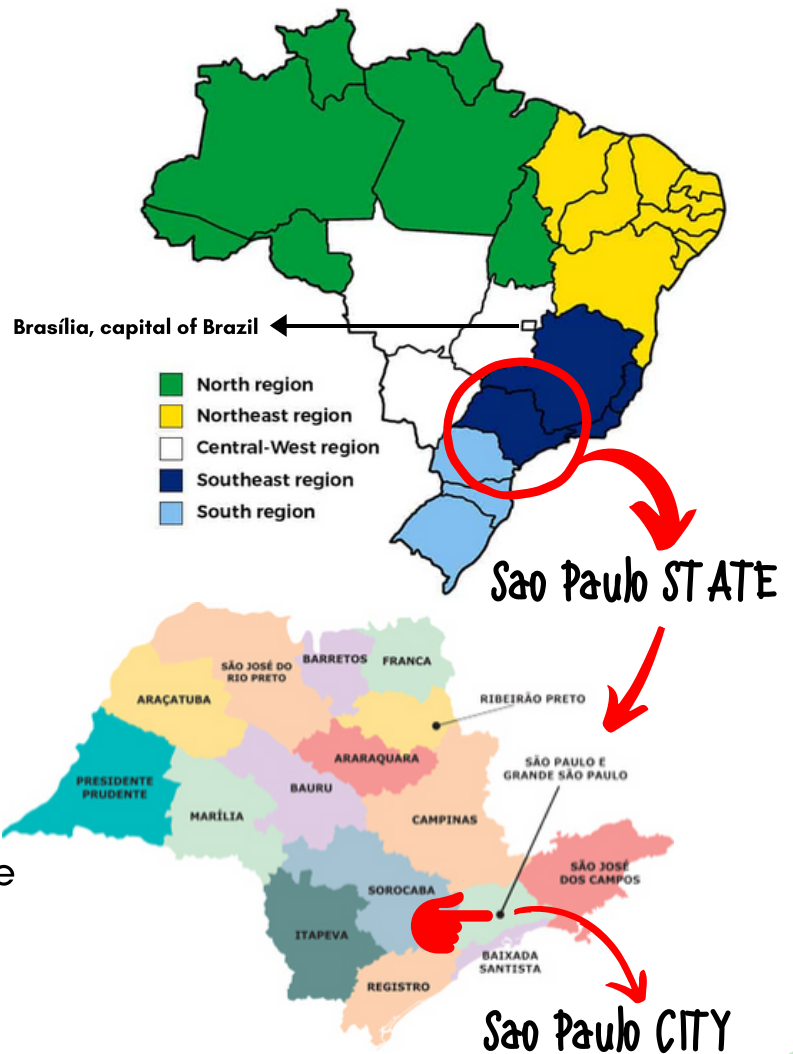 Brasília, capital of Brazil
North region
Northeast region
Central-West region
Southeast region
South region
Sao Paulo STATE
SÃO JOSÉ DO
RIO PRETO
BARRETOS
FRANCA
ARAÇATUBA
RIBEIRÃO PRETO
ARARAQUARA
SÃO PAULO E
GRANDE SÃO PAULO
PRESIDENTE
PRUDENTE
BAURU
MARÍLIA
CAMPINAS
e
SÃO JOSÉ
DOS CAMPOS
SOROCABA
ITAPEVA
BAIXADA
SANTISTA
REGISTRO
Sao Paulo CITY